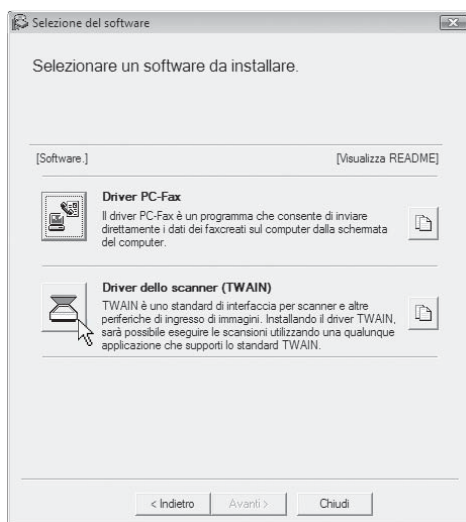 Selezione del software
Selezionare un software da installare.
[Software.] [Visualizza README]
Driver PC-Fax
Il driver PC-Fax è un programma che consente di inviare
direttamente i dati dei faxcreati sul computer dalla schermata
del computer.
Driver dello scanner (TWAIN)
TWAIN è uno standard di interfaccia per scanner e altre
periferiche di ingresso di immagini. Installando il driver TWAIN,
sarà possibile eseguire le scansioni utilizzando una qualunque
applicazione che supporti lo standard TWAIN.
< Indietro Avanti > Chiudi